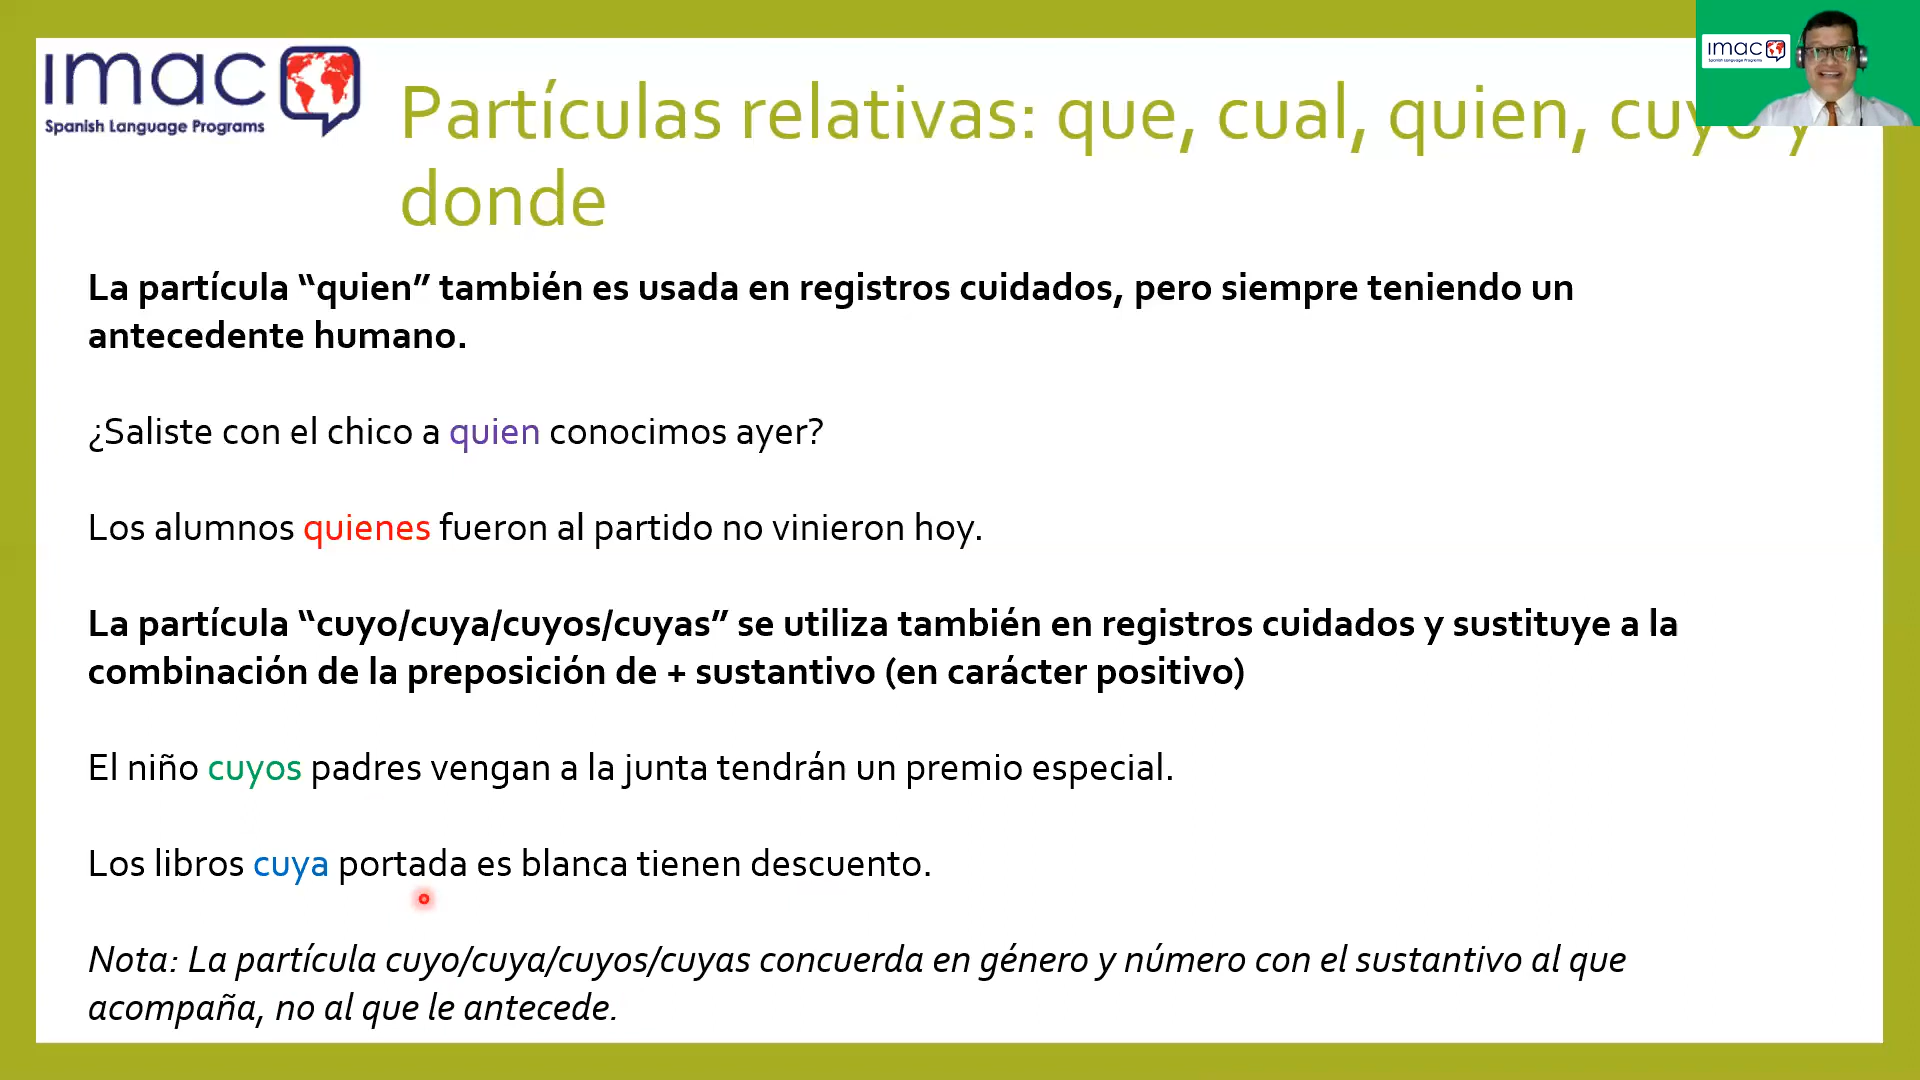 imac
Spanish Language Programs
imac
Spanish Language Programs
Partículas relativas: que, cual, quien, cuyo y
donde
La partícula “quien” también es usada en registros cuidados, pero siempre teniendo un
antecedente humano.
¿Saliste con el chico a quien conocimos ayer?
Los alumnos quienes fueron al partido no vinieron hoy.
La partícula “cuyo/cuya/cuyos/cuyas” se utiliza también en registros cuidados y sustituye a la
combinación de la preposición de + sustantivo (en carácter positivo)
El niño cuyos padres vengan a la junta tendrán un premio especial.
Los libros cuya portada es blanca tienen descuento.
Nota: La partícula cuyo/cuya/cuyos/cuyas concuerda en género y número con el sustantivo al que
acompaña, no al que le antecede.